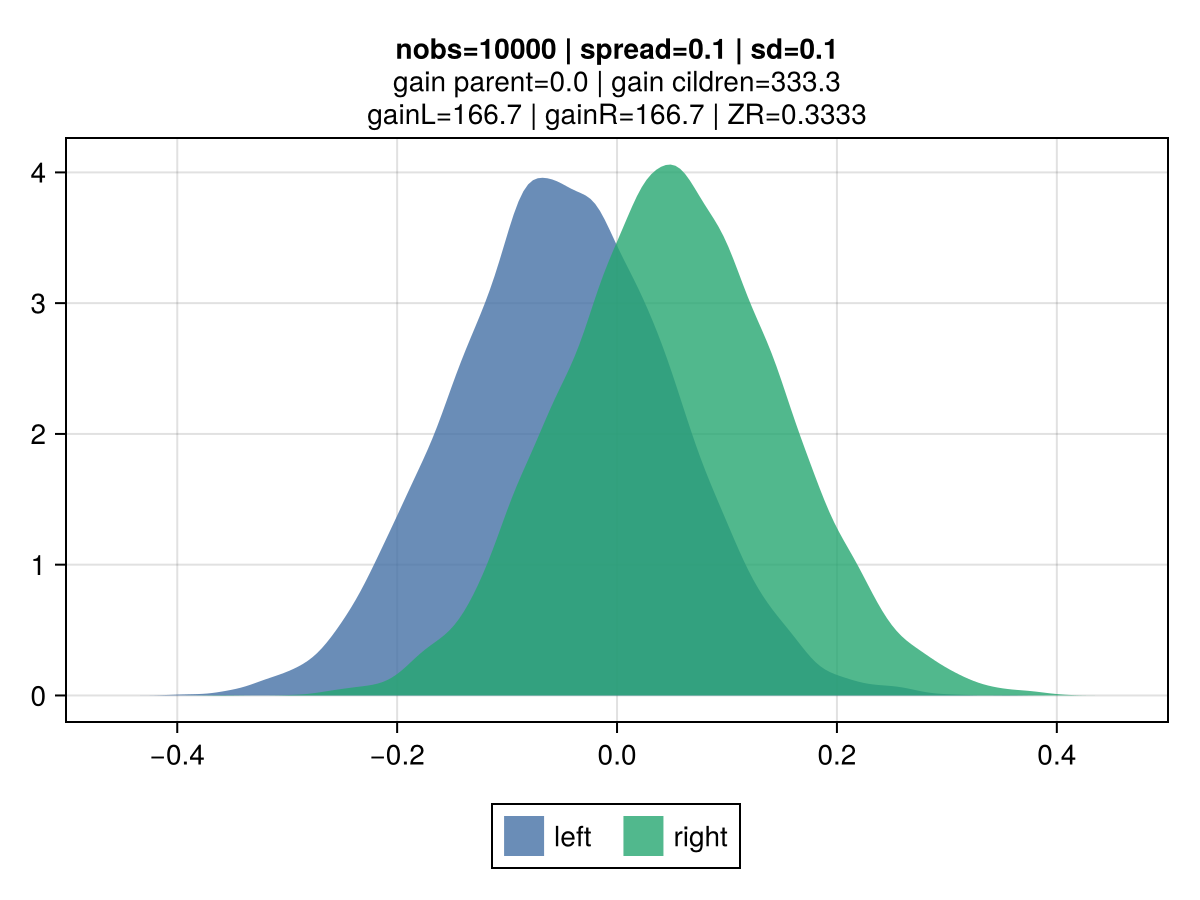 nobs=10000 | spread=0.1 | sd=0.1
gain parent=0.0 | gain cildren=333.3
gainL=166.7 | gainR=166.7 | ZR=0.3333
4
3
2
1
0
−0.4 −0.2 0.0 0.2 0.4
left right